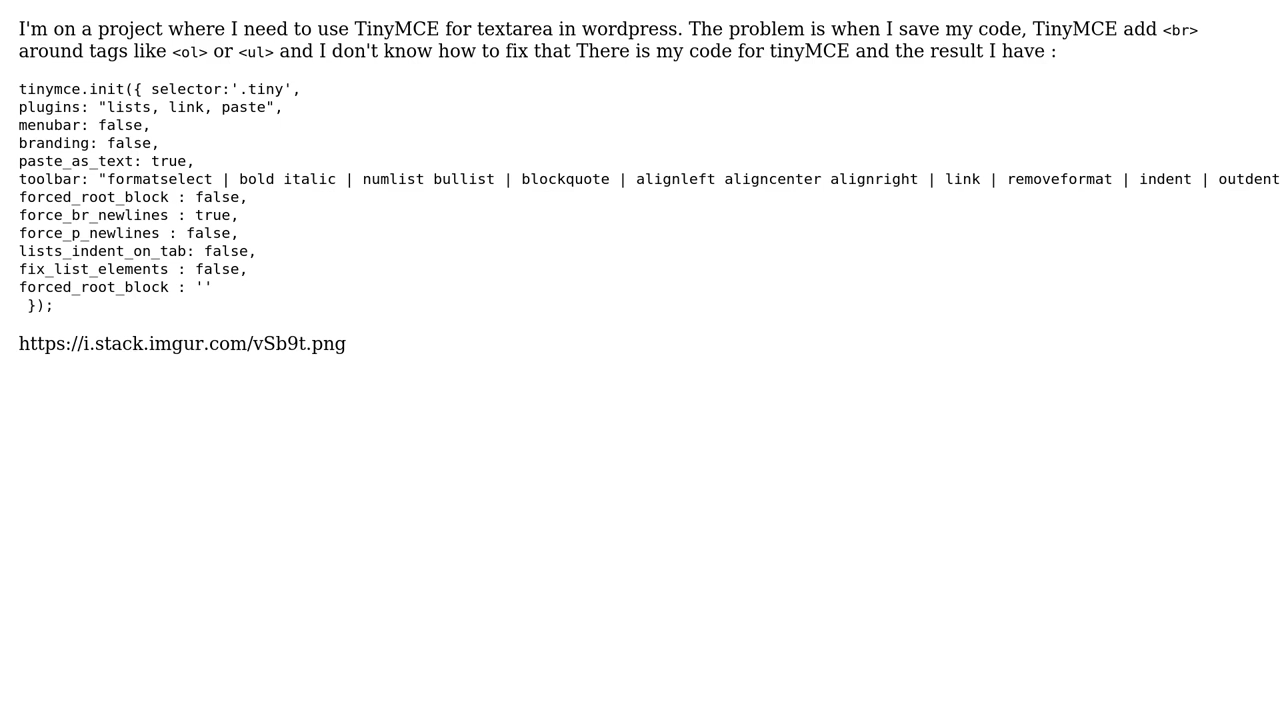 I'm on a project where I need to use TinyMCE for textarea in wordpress. The problem is when I save my code, TinyMCE add <br>
around tags like <ol> or <ul> and I don't know how to fix that There is my code for tinyMCE and the result I have :
tinymce.init({ selector:'.tiny',
plugins: "lists, link, paste",
menubar: false,
branding: false,
paste_as_text: true,
toolbar: "formatselect | bold italic | numlist bullist | blockquote | alignleft aligncenter alignright | link | removeformat | indent | outdent
forced_root_block : false,
force_br_newlines : true,
force_p_newlines : false,
lists_indent_on_tab: false,
fix_list_elements : false,
forced_root_block : ''
 });
https://i.stack.imgur.com/vSb9t.png